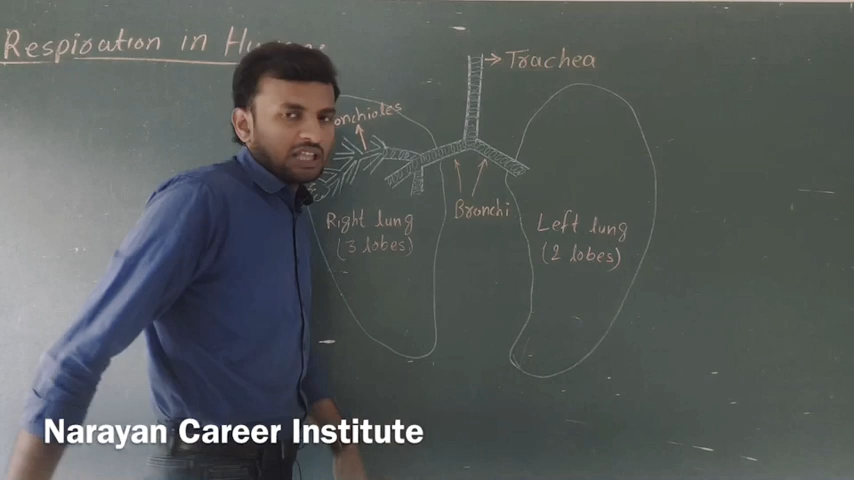 Respiration in
Trachea
Bronchi
Right lung
(3 lobes)
Left lung
(2 lobes)
Narayan Career Institute